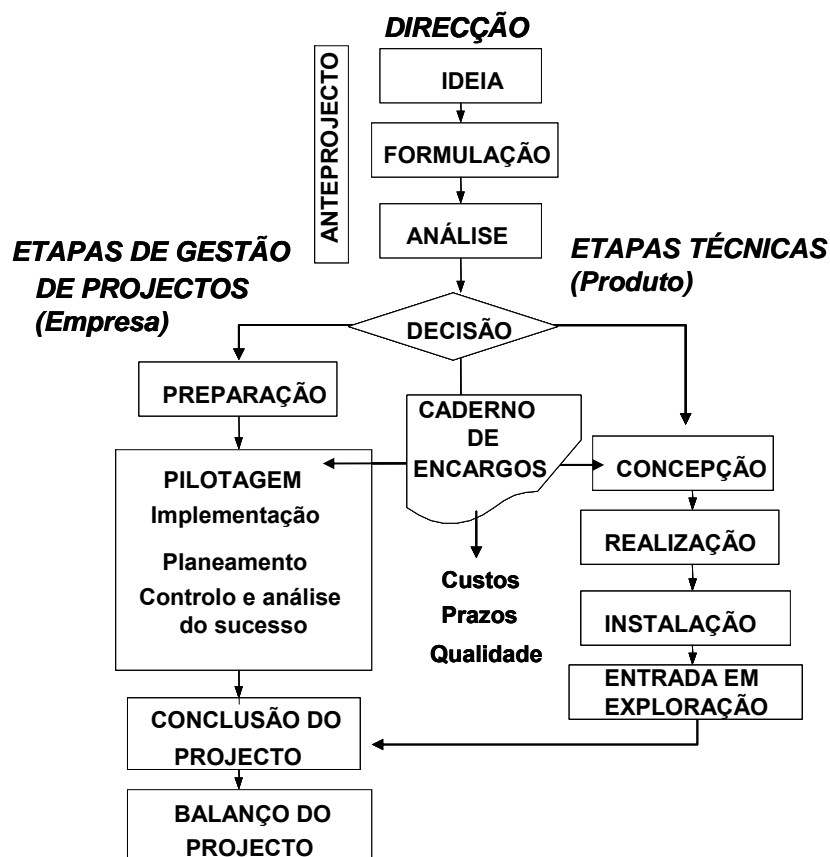 DIRECÇÃO
ANTEPROJECTO
IDEIA
FORMULAÇÃO
ANÁLISE
ETAPAS DE GESTÃO
DE PROJECTOS
(Empresa)
ETAPAS TÉCNICAS
(Produto)
DECISÃO
PREPARAÇÃO
CADERNO
DE
ENCARGOS
PILOTAGEM
Implementação
Planeamento
Controlo e análise
do sucesso
CONCEPÇÃO
REALIZAÇÃO
Custos
Prazos
Qualidade
INSTALAÇÃO
ENTRADA EM
EXPLORAÇÃO
CONCLUSÃO DO
PROJECTO
BALANÇO DO
PROJECTO